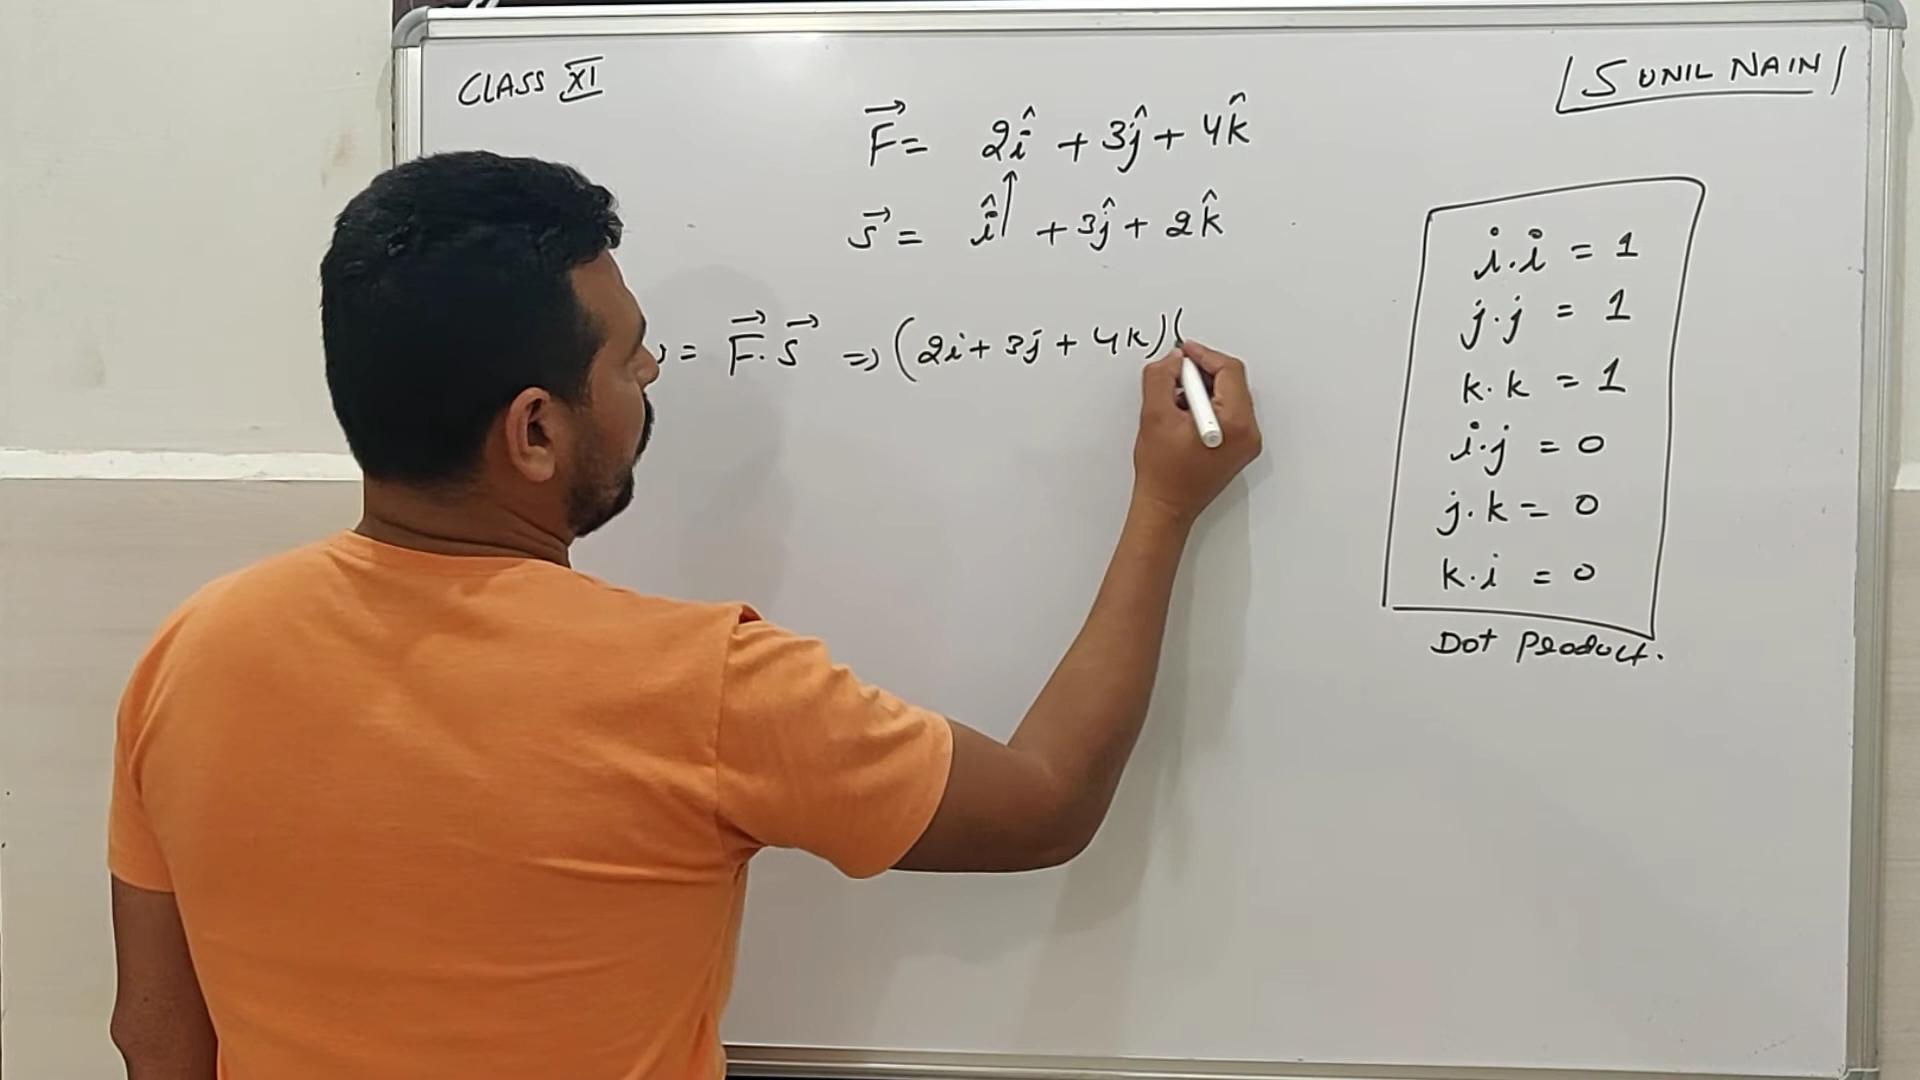 CLASS XI
SUNIL NAIN
F⃗ = 2î + 3ĵ + 4k̂
s⃗ = î + 3ĵ + 2k̂
= F⃗.s⃗ ⇒ (2i + 3j + 4k)(
i.i = 1
j.j = 1
k.k = 1
i.j = 0
j.k = 0
k.i = 0
Dot Product.